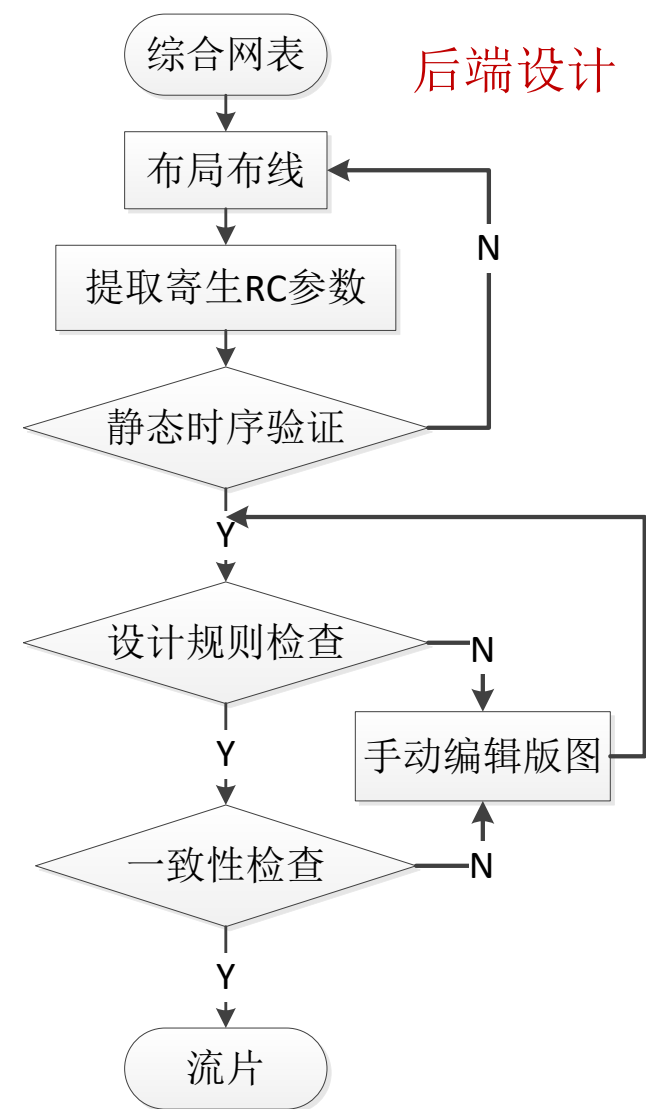 综合网表
后端设计
布局布线
N
提取寄生RC参数
静态时序验证
Y
设计规则检查
N
Y
手动编辑版图
一致性检查
N
Y
流片